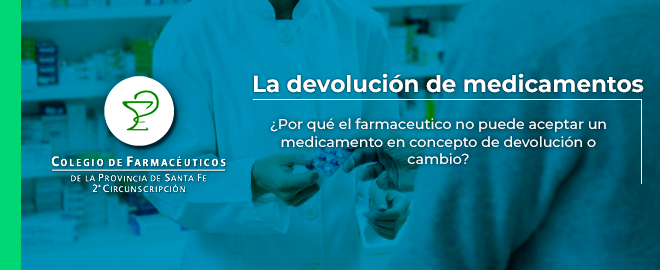 La devolución de medicamentos
¿Por qué el farmaceutico no puede aceptar un
medicamento en concepto de devolución o
cambio?
COLEGIO DE FARMACÉUTICOS
DE LA PROVINCIA DE SANTA FE
2ª CIRCUNSCRIPCIÓN